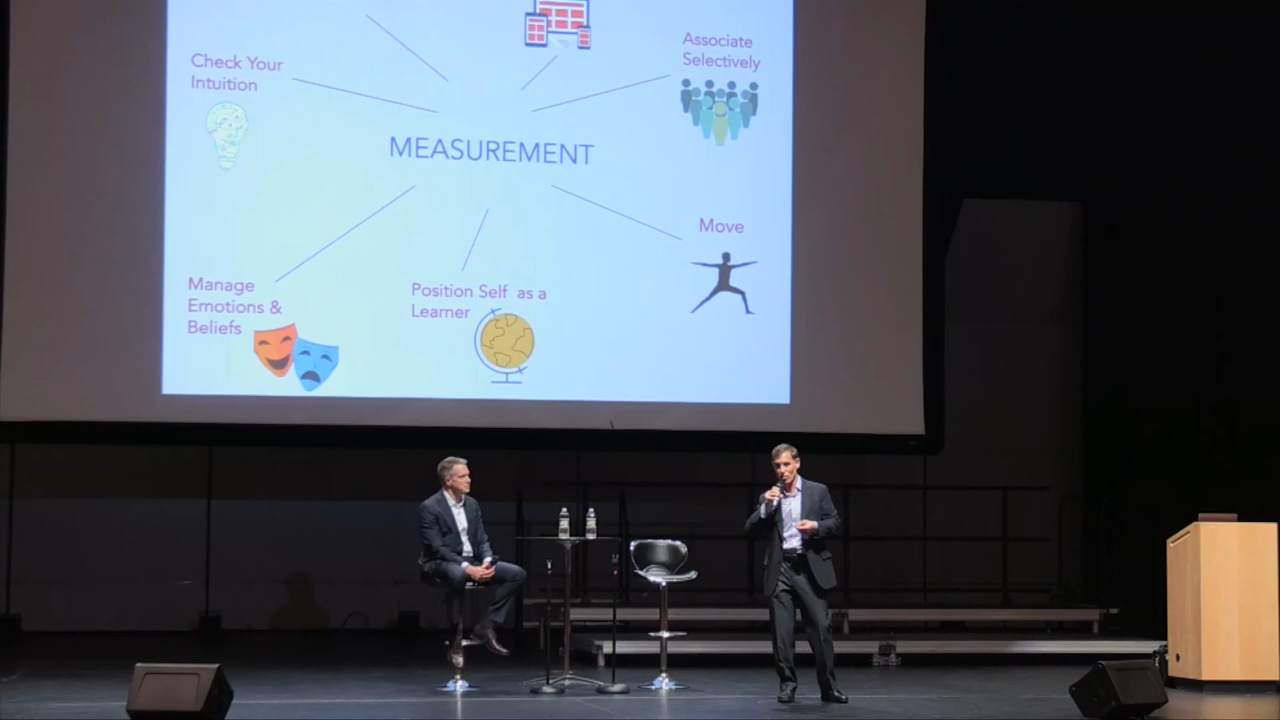 Check Your
Intuition
Associate
Selectively
MEASUREMENT
Move
Manage
Emotions &
Beliefs
Position Self as a
Learner